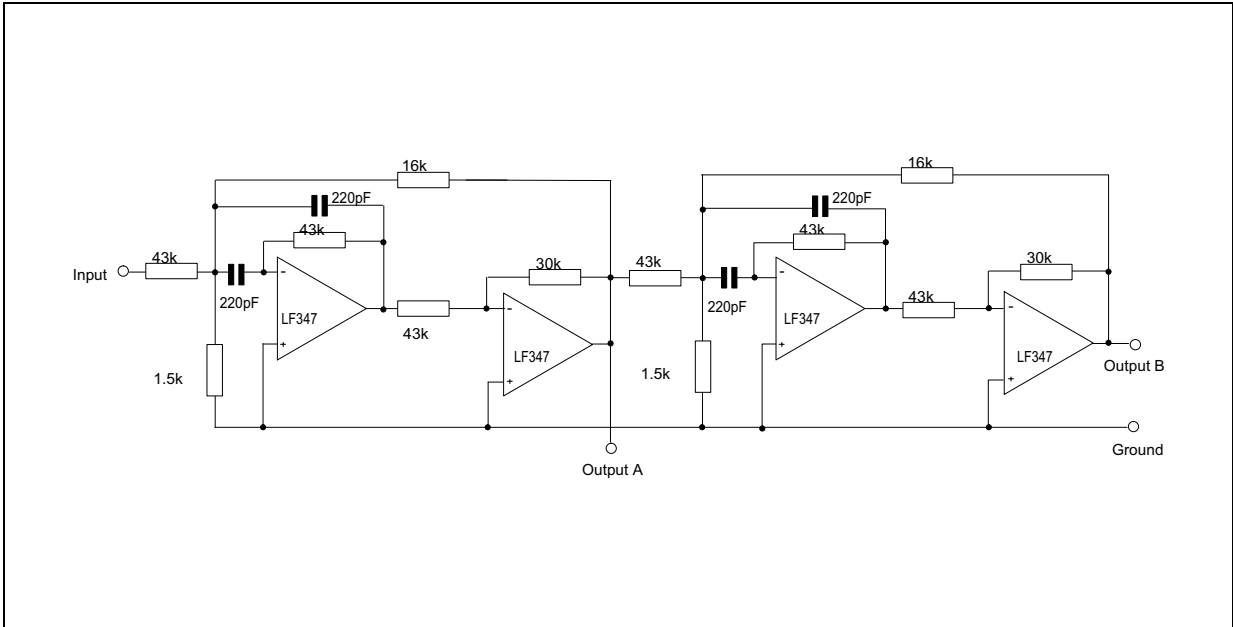 16k
220pF
43k
43k
Input
220pF
LF347
43k
30k
LF347
1.5k
Output A
16k
220pF
43k
43k
220pF
LF347
43k
30k
LF347
1.5k
Output B
Ground